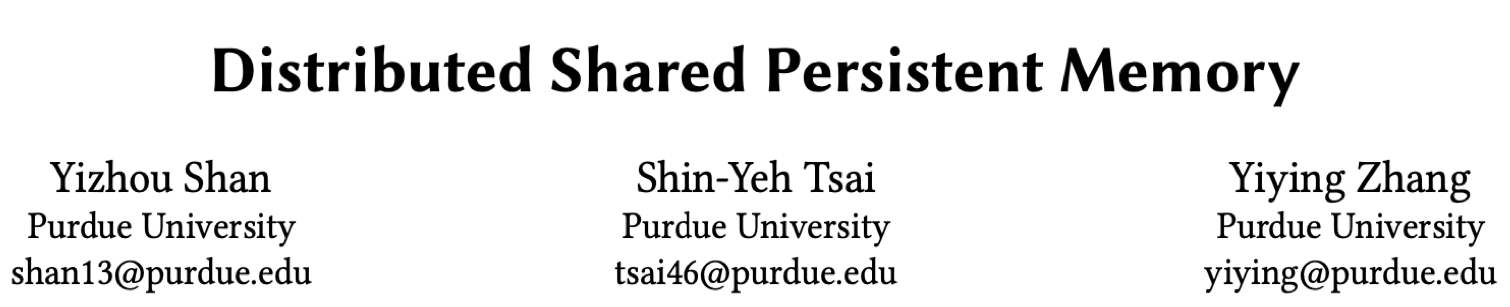 Distributed Shared Persistent Memory
Yizhou Shan
Purdue University
shan13@purdue.edu
Shin-Yeh Tsai
Purdue University
tsai46@purdue.edu
Yiying Zhang
Purdue University
yiying@purdue.edu